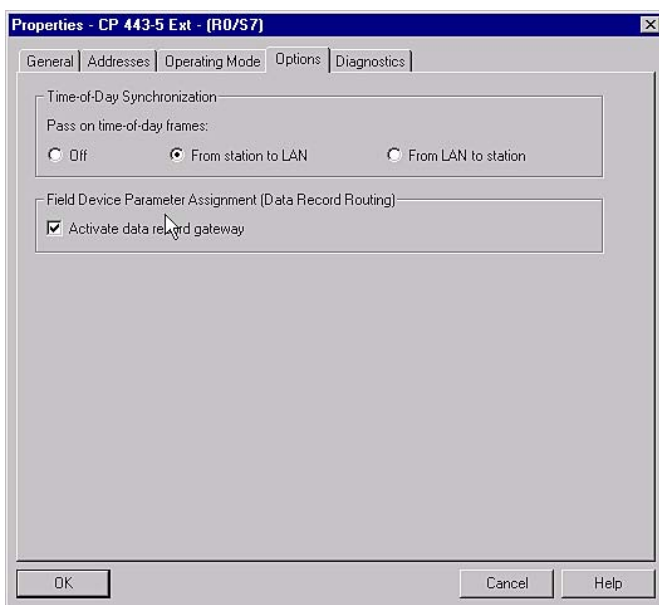 Properties - CP 443-5 Ext - (R0/S7)
General Addresses Operating Mode Options Diagnostics
Time-of-Day Synchronization
Pass on time-of-day frames:
Off From station to LAN From LAN to station
Field Device Parameter Assignment (Data Record Routing)
Activate data record gateway
OK Cancel Help